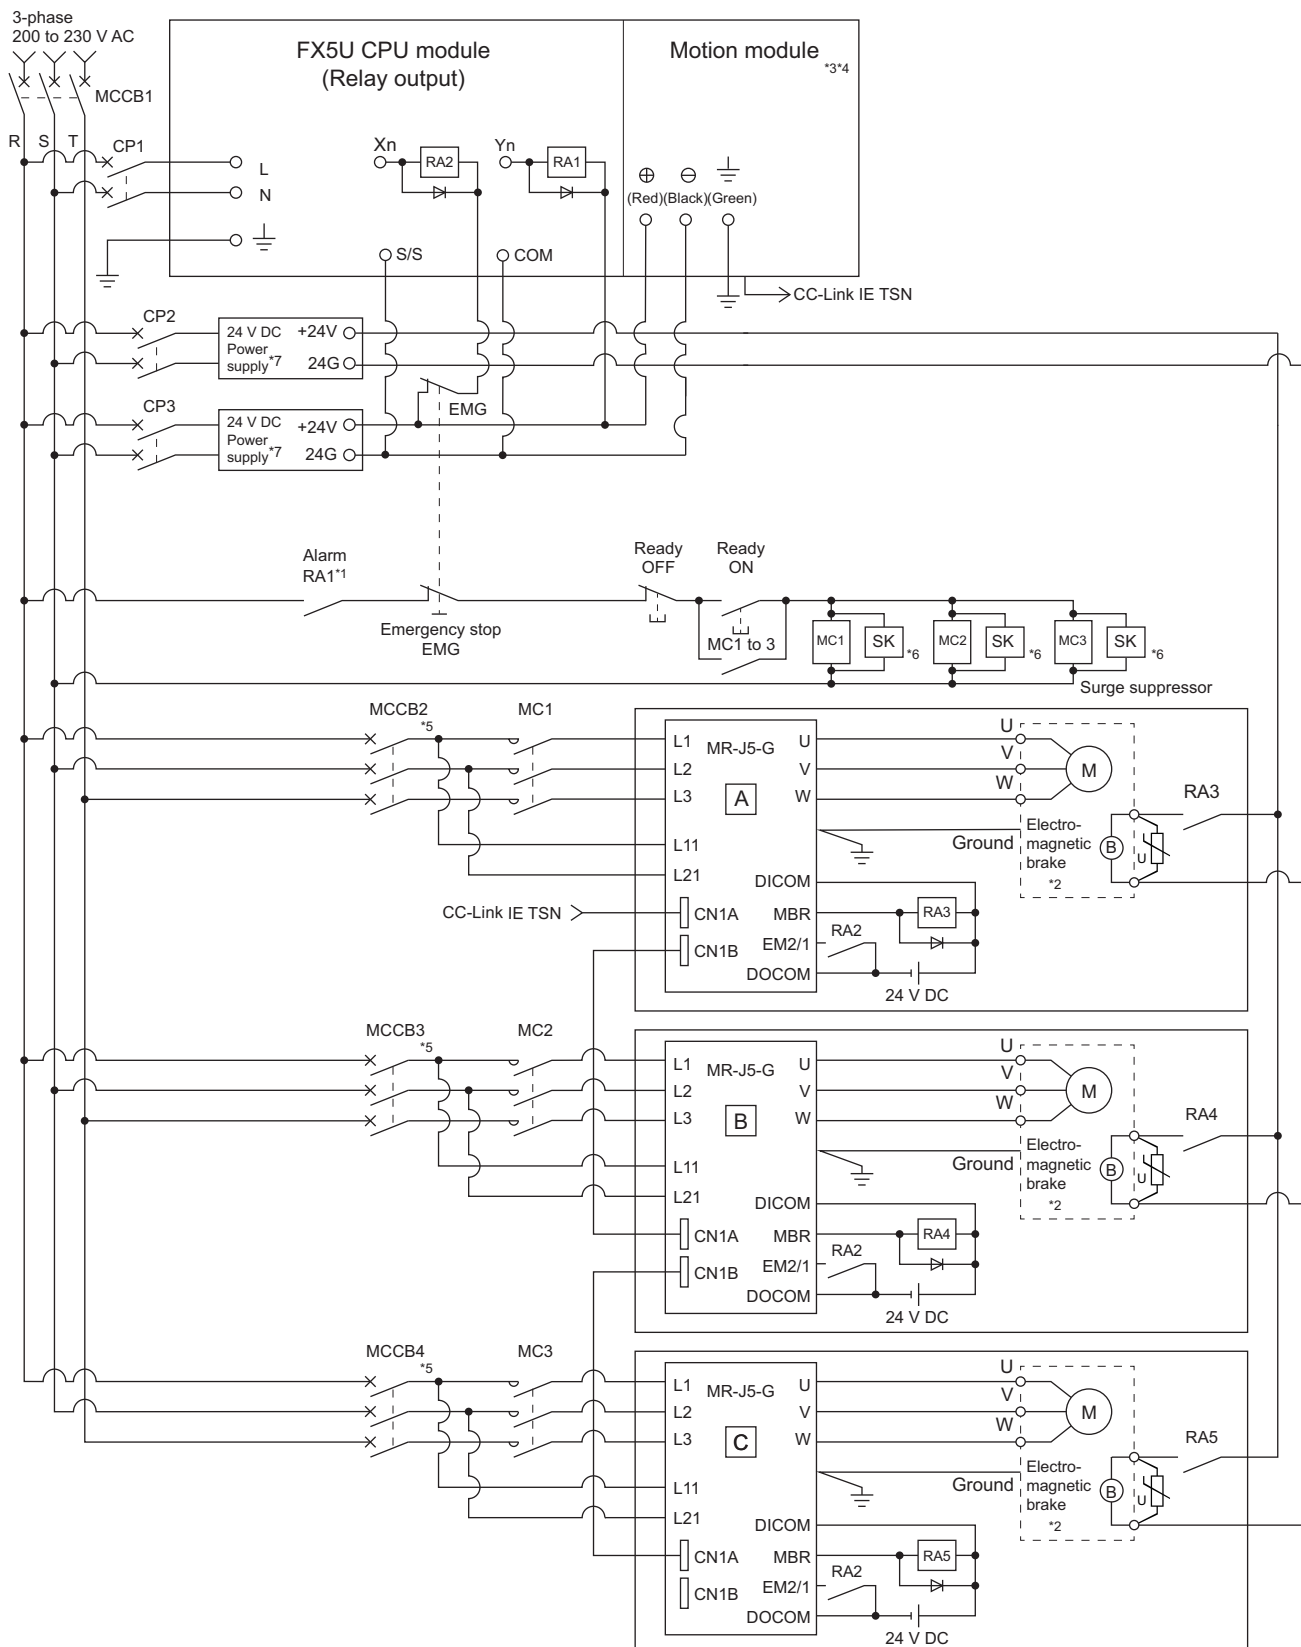 3-phase
200 to 230 V AC
MCCB1
R S T
FX5U CPU module
(Relay output)
Motion module
*3*4
CP1
L
N
Xn
RA2
Yn
RA1
⊕ ⊖
(Red)(Black)(Green)
S/S
COM
CC-Link IE TSN
CP2
24 V DC
Power
supply*7
+24V
24G
CP3
24 V DC
Power
supply*7
+24V
24G
EMG
Alarm
RA1*1
Emergency stop
EMG
Ready
OFF
Ready
ON
MC1 to 3
MC1
SK
*6
MC2
SK
*6
MC3
SK
*6
Surge suppressor
MCCB2
*5
MC1
L1
L2
L3
L11
L21
CN1A
CN1B
MR-J5-G
A
U
V
W
DICOM
MBR
EM2/1
DOCOM
CC-Link IE TSN
U
V
W
M
Ground
Electro-
magnetic
brake
*2
B
U
RA3
RA3
RA2
24 V DC
MCCB3
*5
MC2
L1
L2
L3
L11
L21
CN1A
CN1B
MR-J5-G
B
U
V
W
DICOM
MBR
EM2/1
DOCOM
U
V
W
M
Ground
Electro-
magnetic
brake
*2
B
U
RA4
RA4
RA2
24 V DC
MCCB4
*5
MC3
L1
L2
L3
L11
L21
CN1A
CN1B
MR-J5-G
C
U
V
W
DICOM
MBR
EM2/1
DOCOM
U
V
W
M
Ground
Electro-
magnetic
brake
*2
B
U
RA5
RA5
RA2
24 V DC